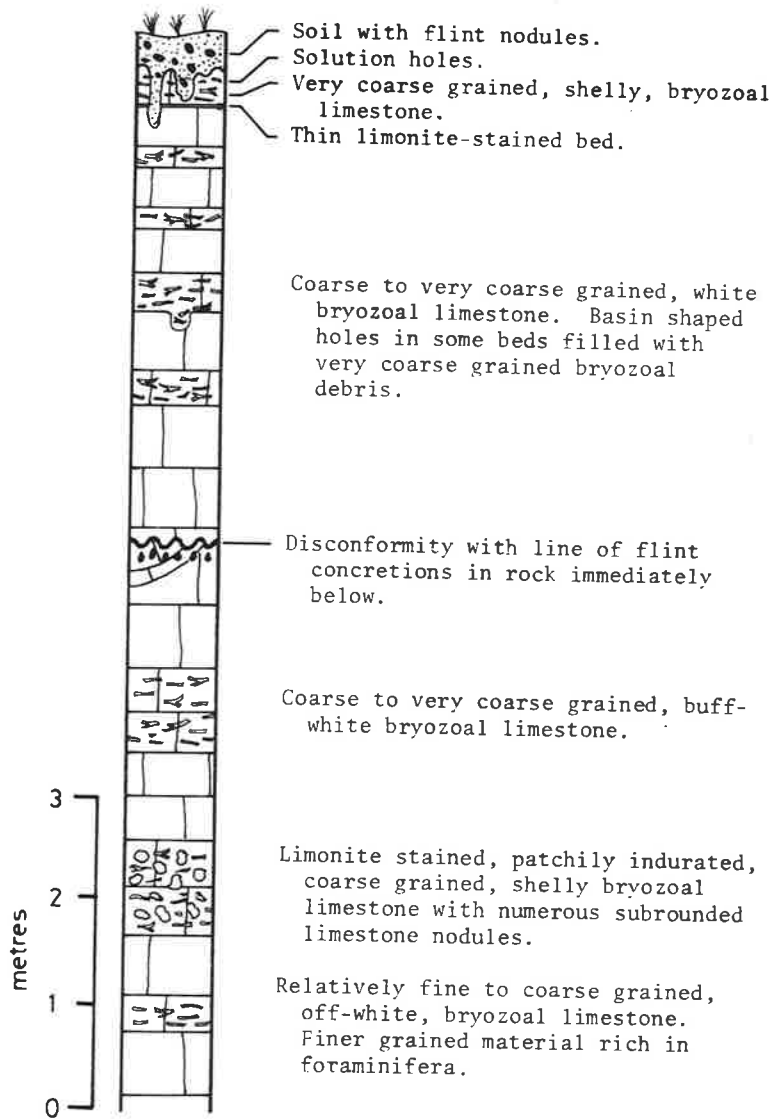 Soil with flint nodules.
Solution holes.
Very coarse grained, shelly, bryozoal
limestone.
Thin limonite-stained bed.
Coarse to very coarse grained, white
bryozoal limestone. Basin shaped
holes in some beds filled with
very coarse grained bryozoal
debris.
Disconformity with line of flint
concretions in rock immediately
below.
Coarse to very coarse grained, buff-
white bryozoal limestone.
Limonite stained, patchily indurated,
coarse grained, shelly bryozoal
limestone with numerous subrounded
limestone nodules.
Relatively fine to coarse grained,
off-white, bryozoal limestone.
Finer grained material rich in
foraminifera.
3
2
1
0
metres